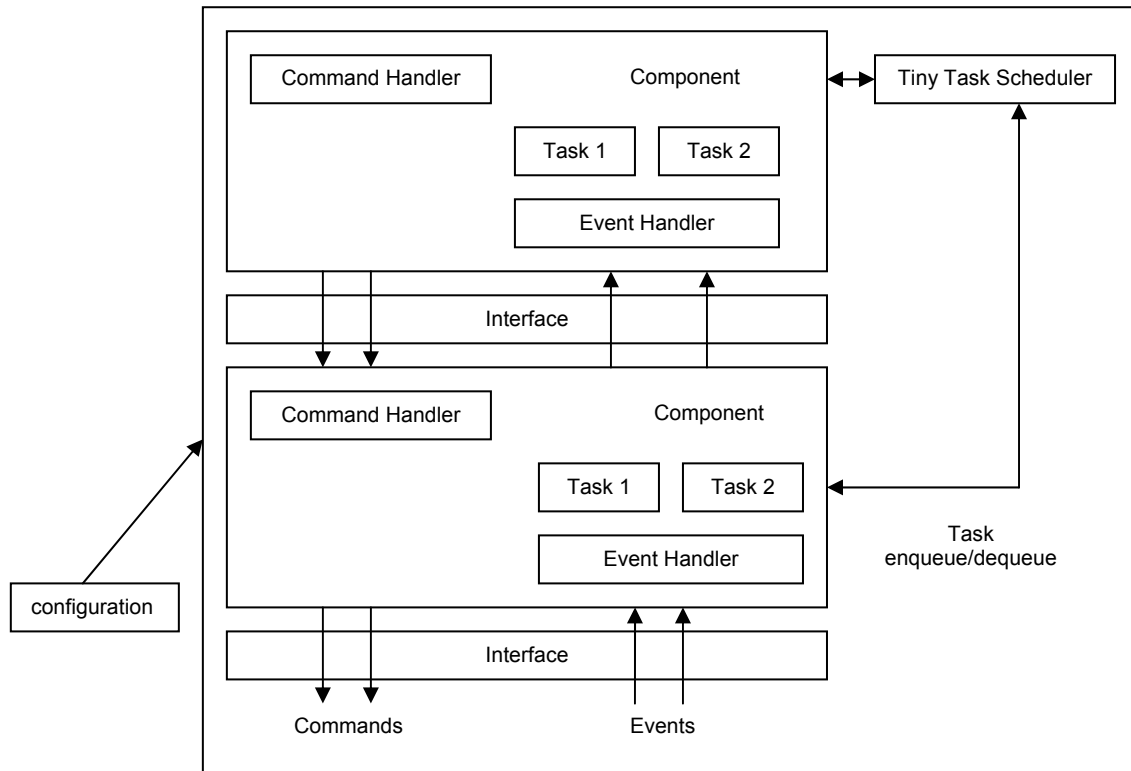 Command Handler
Component
Tiny Task Scheduler
Task 1
Task 2
Event Handler
Interface
Command Handler
Component
Task 1
Task 2
Event Handler
Task
enqueue/dequeue
configuration
Interface
Commands
Events